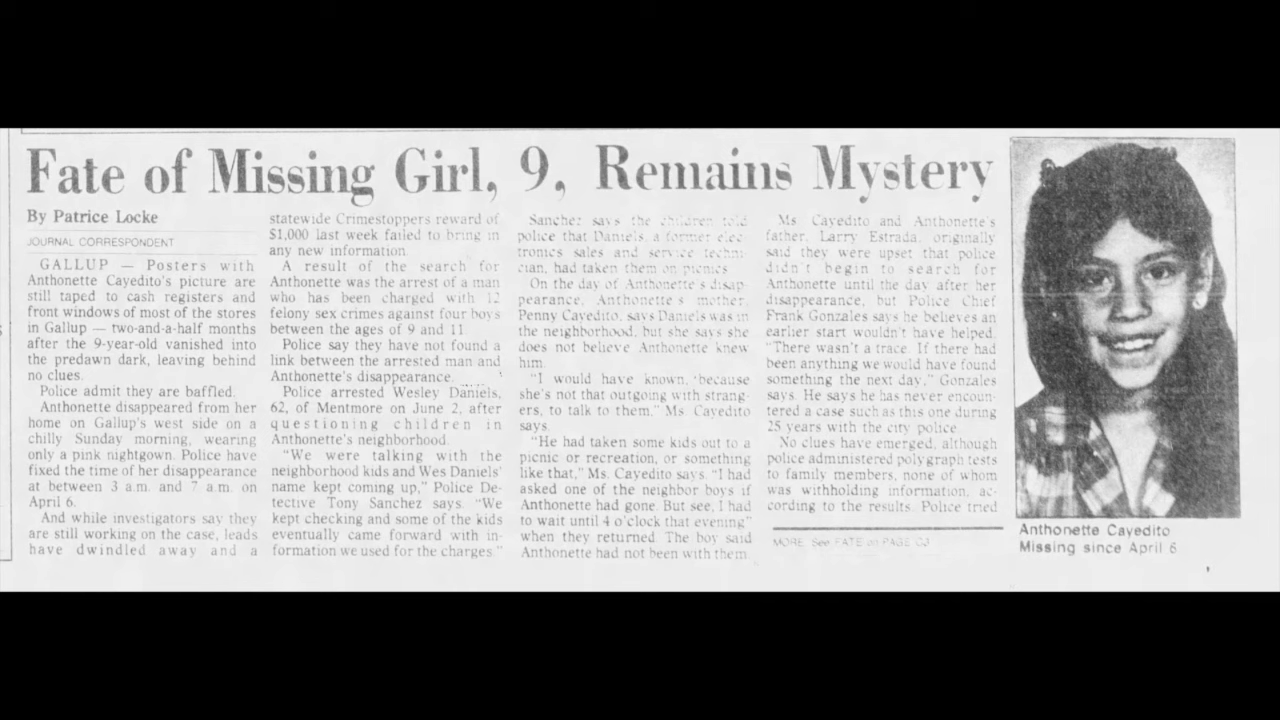 Fate of Missing Girl, 9, Remains Mystery
By Patrice Locke
JOURNAL CORRESPONDENT
GALLUP — Posters with
Anthonette Cayedito's picture are
still taped to cash registers and
front windows of most of the stores
in Gallup — two-and-a-half months
after the 9-year-old vanished into
the predawn dark, leaving behind
no clues.
Police admit they are baffled.
Anthonette disappeared from her
home on Gallup's west side on a
chilly Sunday morning, wearing
only a pink nightgown. Police have
fixed the time of her disappearance
at between 3 a.m. and 7 a.m. on
April 6.
And while investigators say they
are still working on the case, leads
have dwindled away and a
statewide Crimestoppers reward of
$1,000 last week failed to bring in
any new information.
A result of the search for
Anthonette was the arrest of a man
who has been charged with 12
felony sex crimes against four boys
between the ages of 9 and 11.
Police say they have not found a
link between the arrested man and
Anthonette's disappearance.
Police arrested Wesley Daniels,
62, of Mentmore on June 2, after
questioning children in
Anthonette's neighborhood.
"We were talking with the
neighborhood kids and Wes Daniels'
name kept coming up," Police De-
tective Tony Sanchez says. "We
kept checking and some of the kids
eventually came forward with in-
formation we used for the charges."
Sanchez says the children told
police that Daniels, a former elec-
tronics sales and service techni-
cian, had taken them on picnics.
On the day of Anthonette's disap-
pearance, Anthonette's mother,
Penny Cayedito, says Daniels was in
the neighborhood, but she says she
does not believe Anthonette knew
him.
"I would have known, 'because
she's not that outgoing with strang-
ers, to talk to them," Ms. Cayedito
says.
"He had taken some kids out to a
picnic or recreation, or something
like that," Ms. Cayedito says. "I had
asked one of the neighbor boys if
Anthonette had gone. But see, I had
to wait until 4 o'clock that evening"
when they returned. The boy said
Anthonette had not been with them.
Ms. Cayedito and Anthonette's
father, Larry Estrada, originally
said they were upset that police
didn't begin to search for
Anthonette until the day after her
disappearance, but Police Chief
Frank Gonzales says he believes an
earlier start wouldn't have helped.
"There wasn't a trace. If there had
been anything we would have found
something the next day," Gonzales
says. He says he has never encoun-
tered a case such as this one during
25 years with the city police.
No clues have emerged, although
police administered polygraph tests
to family members, none of whom
was withholding information, ac-
cording to the results. Police tried
MORE: See FATE on PAGE C3
Anthonette Cayedito
Missing since April 6